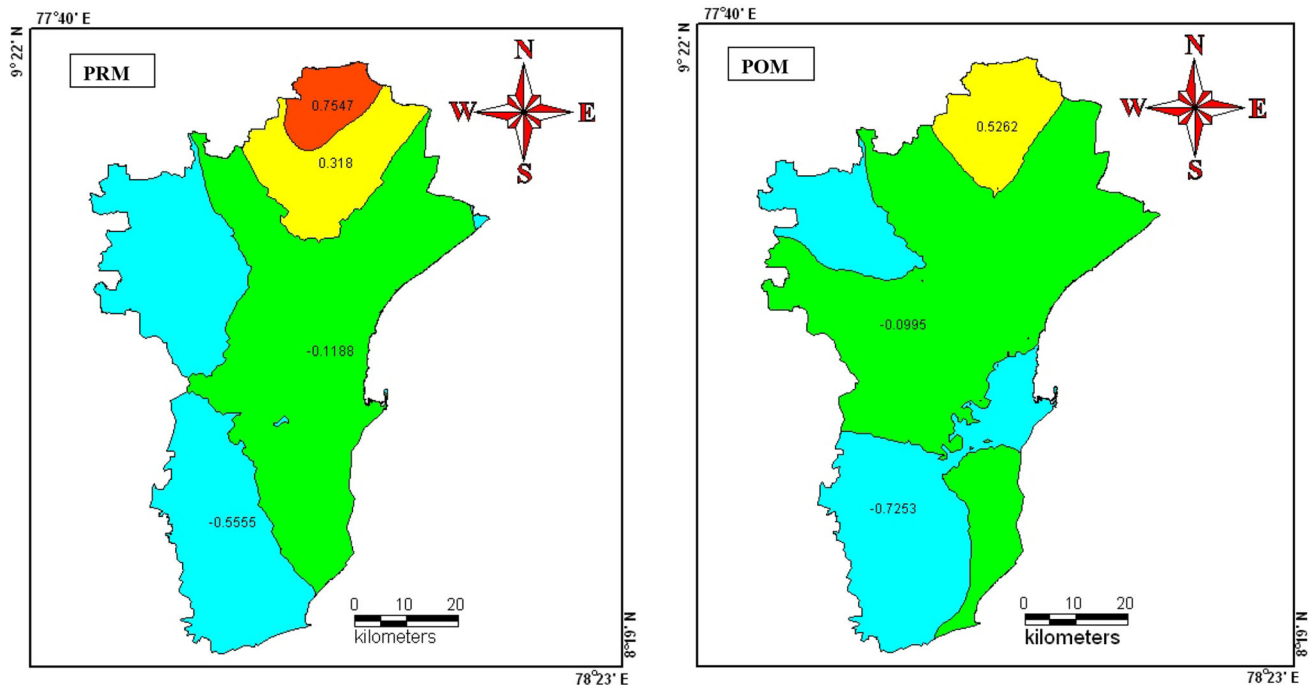 77°40' E
9°22' N
PRM
N
W E
S
0.7547
0.318
-0.1188
-0.5555
0 10 20
kilometers
8°19' N
78°23' E
77°40' E
9°22' N
POM
N
W E
S
0.5262
-0.0995
-0.7253
0 10 20
kilometers
8°19' N
78°23' E